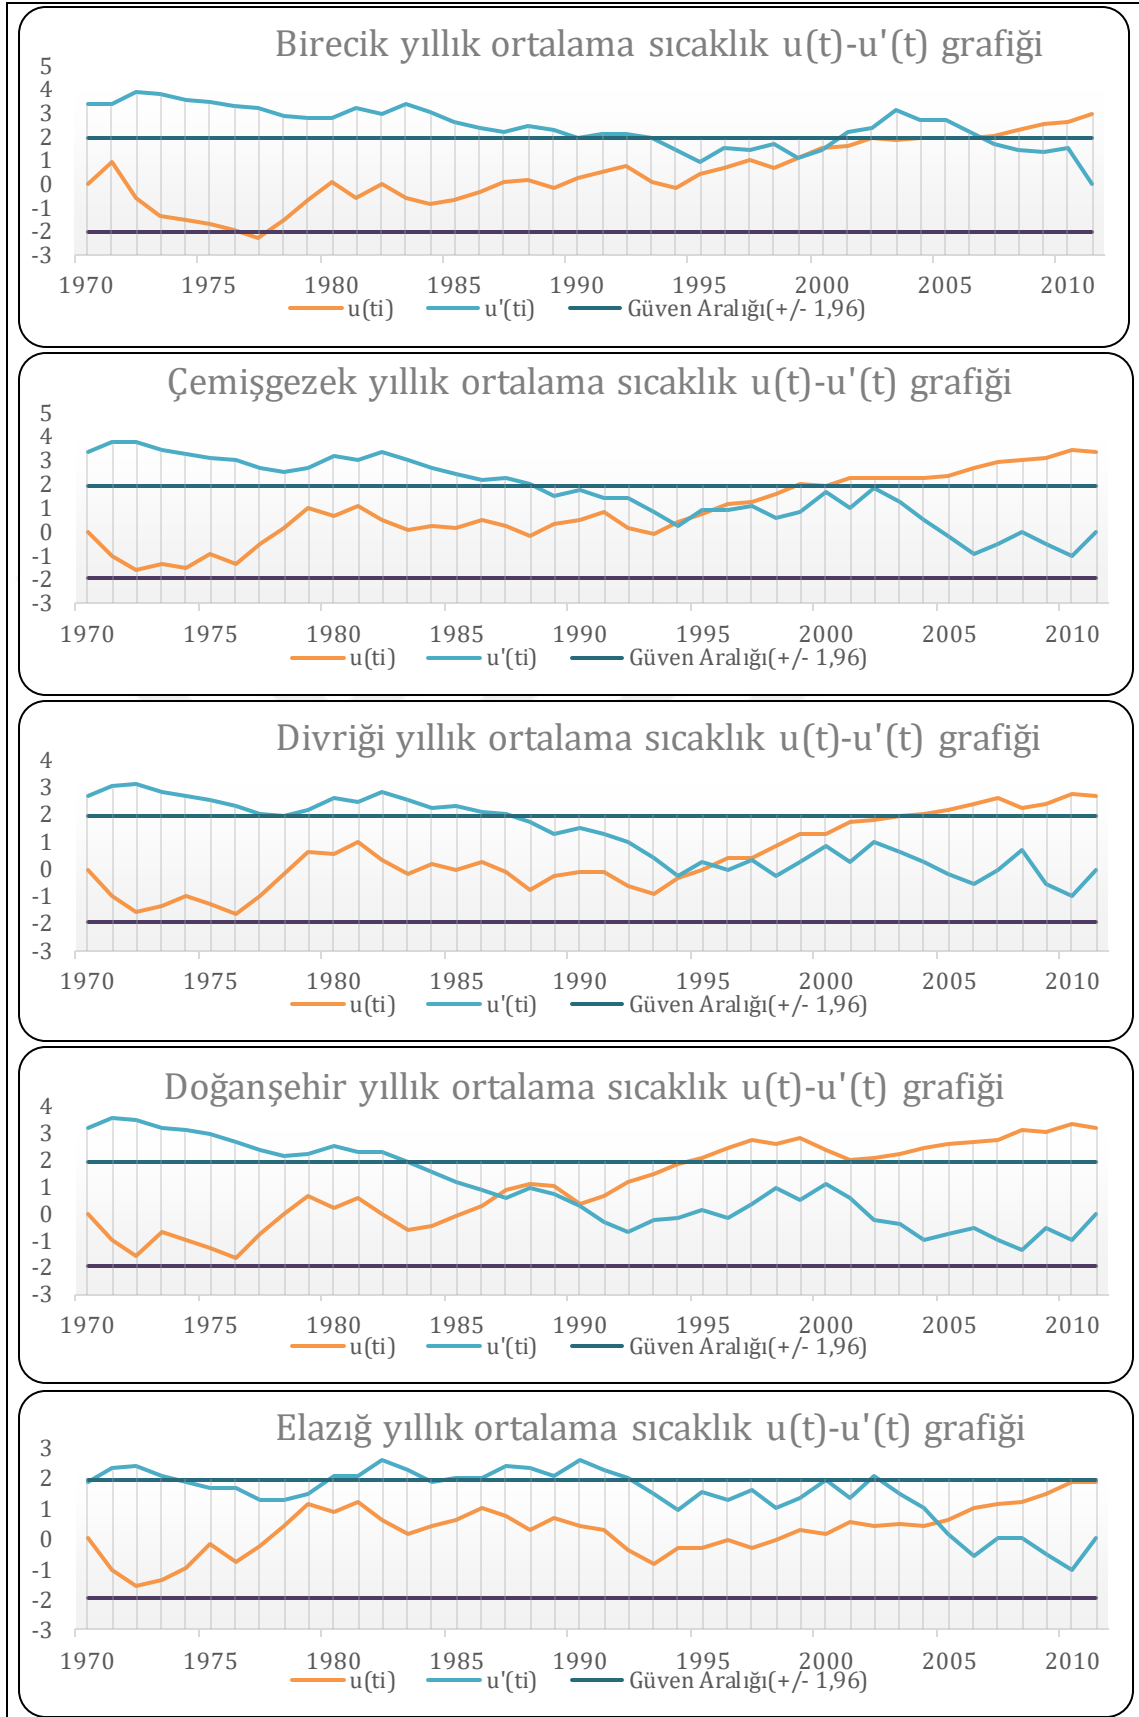 Birecik yıllık ortalama sıcaklık u(t)-u'(t) grafiği
5
4
3
2
1
0
-1
-2
-3
1970 1975 1980 1985 1990 1995 2000 2005 2010
u(ti) u'(ti) Güven Aralığı(+/- 1,96)
Çemişgezek yıllık ortalama sıcaklık u(t)-u'(t) grafiği
5
4
3
2
1
0
-1
-2
-3
1970 1975 1980 1985 1990 1995 2000 2005 2010
u(ti) u'(ti) Güven Aralığı(+/- 1,96)
Divriği yıllık ortalama sıcaklık u(t)-u'(t) grafiği
4
3
2
1
0
-1
-2
-3
1970 1975 1980 1985 1990 1995 2000 2005 2010
u(ti) u'(ti) Güven Aralığı(+/- 1,96)
Doğanşehir yıllık ortalama sıcaklık u(t)-u'(t) grafiği
4
3
2
1
0
-1
-2
-3
1970 1975 1980 1985 1990 1995 2000 2005 2010
u(ti) u'(ti) Güven Aralığı(+/- 1,96)
Elazığ yıllık ortalama sıcaklık u(t)-u'(t) grafiği
3
2
1
0
-1
-2
-3
1970 1975 1980 1985 1990 1995 2000 2005 2010
u(ti) u'(ti) Güven Aralığı(+/- 1,96)